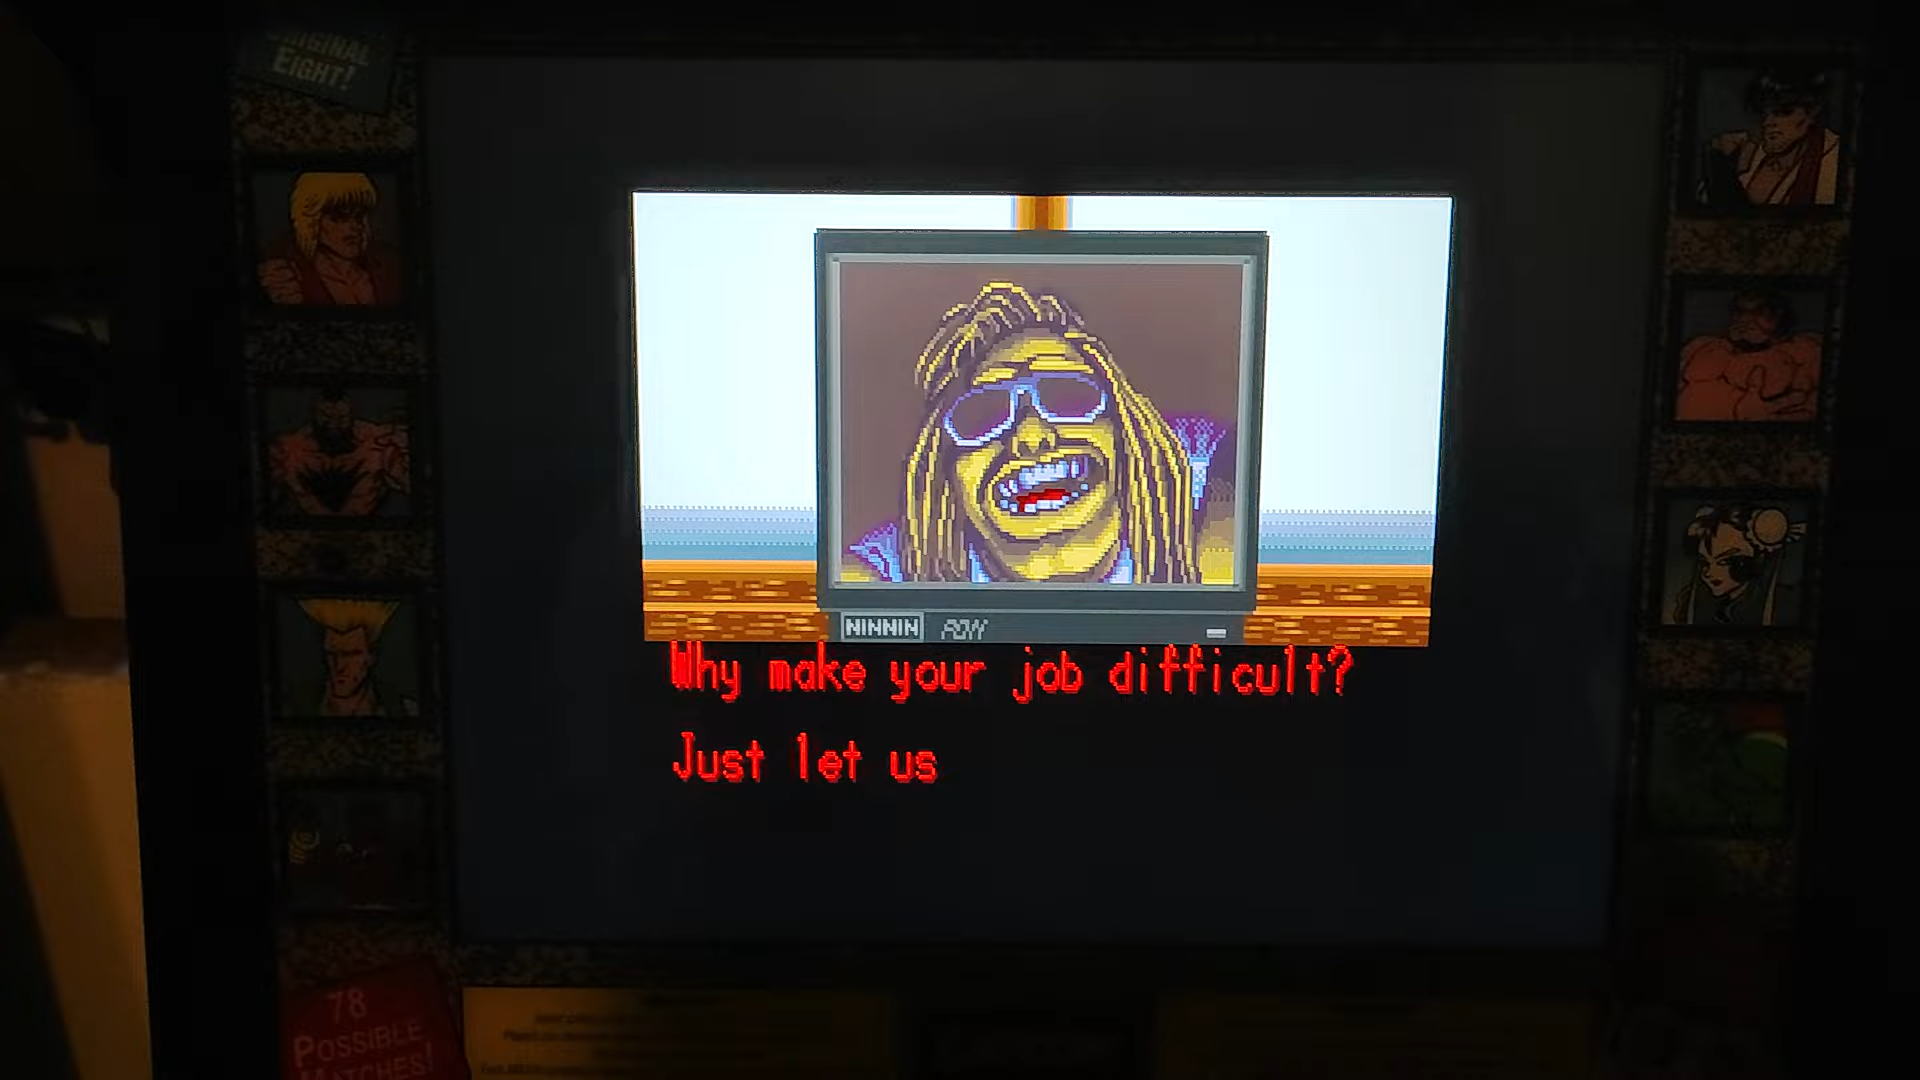 ORIGINAL
EIGHT!
NINNIN
Why make your job difficult?
Just let us
78
POSSIBLE
MATCHES!